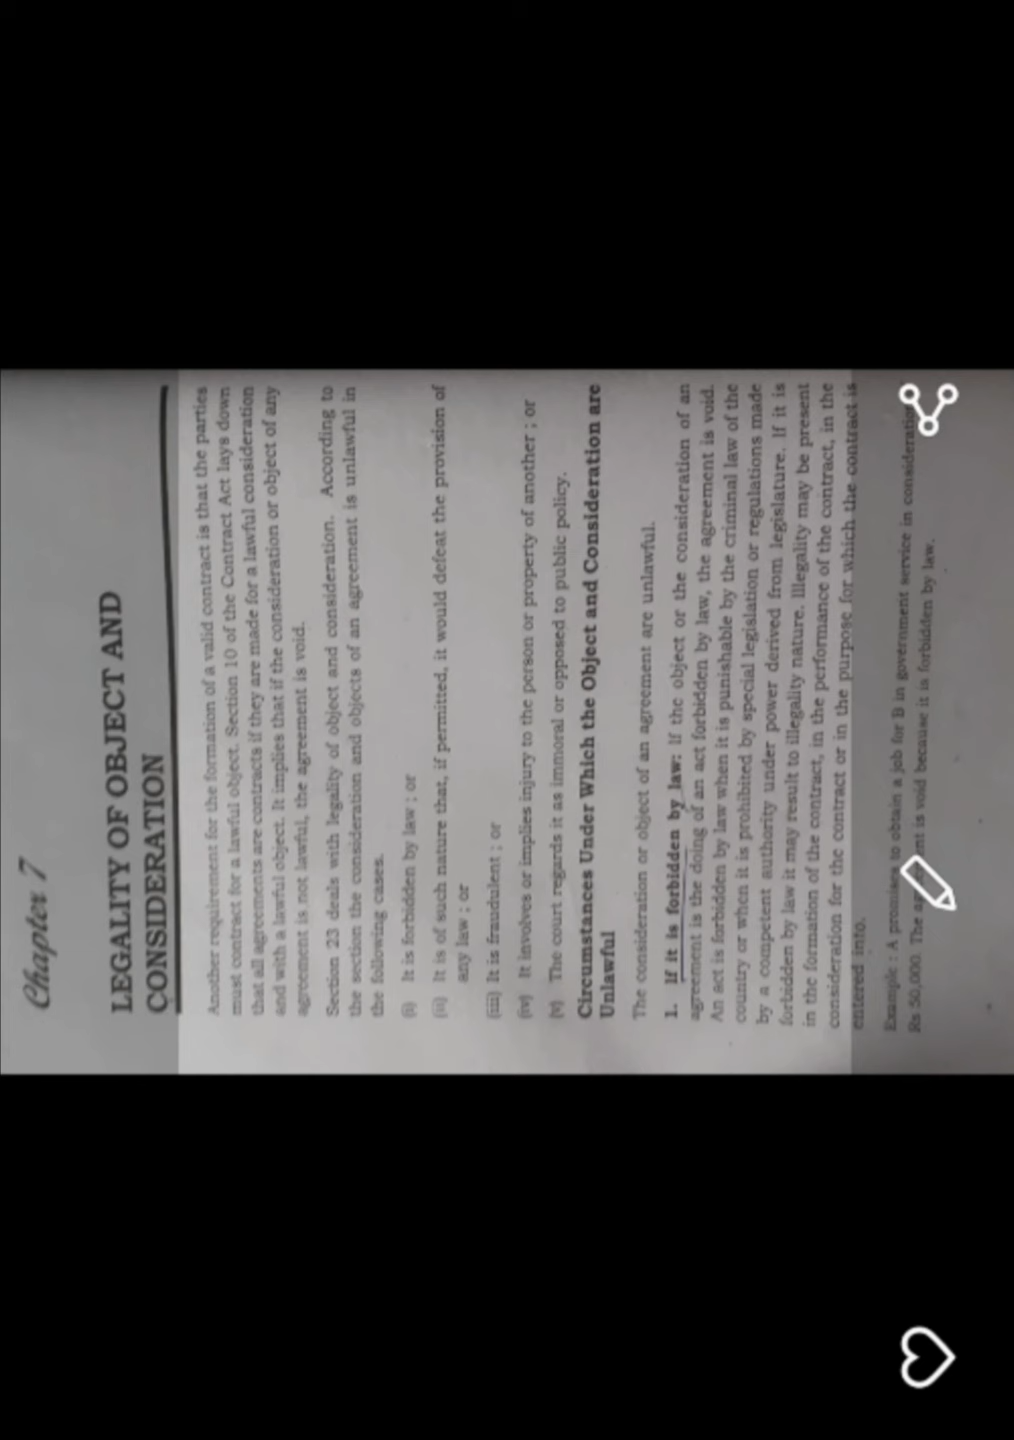 Chapter 7
LEGALITY OF OBJECT AND
CONSIDERATION
Another requirement for the formation of a valid contract is that the parties
must contract for a lawful object. Section 10 of the Contract Act lays down
that all agreements are contracts if they are made for a lawful consideration
and with a lawful object. It implies that if the consideration or object of any
agreement is not lawful, the agreement is void.
Section 23 deals with legality of object and consideration. According to
the section the consideration and objects of an agreement is unlawful in
the following cases.
(i) It is forbidden by law ; or
(ii) It is of such nature that, if permitted, it would defeat the provision of
any law ; or
(iii) It is fraudulent ; or
(iv) It involves or implies injury to the person or property of another ; or
(v) The court regards it as immoral or opposed to public policy.
Circumstances Under Which the Object and Consideration are
Unlawful
The consideration or object of an agreement are unlawful.
1. If it is forbidden by law: If the object or the consideration of an
agreement is the doing of an act forbidden by law, the agreement is void.
An act is forbidden by law when it is punishable by the criminal law of the
country or when it is prohibited by special legislation or regulations made
by a competent authority under power derived from legislature. If it is
forbidden by law it may result to illegality nature. Illegality may be present
in the formation of the contract, in the performance of the contract, in the
consideration for the contract or in the purpose for which the contract is
entered into.
Example : A promises to obtain a job for B in government service in
Rs 50,000. The is void because it is forbidden by law.